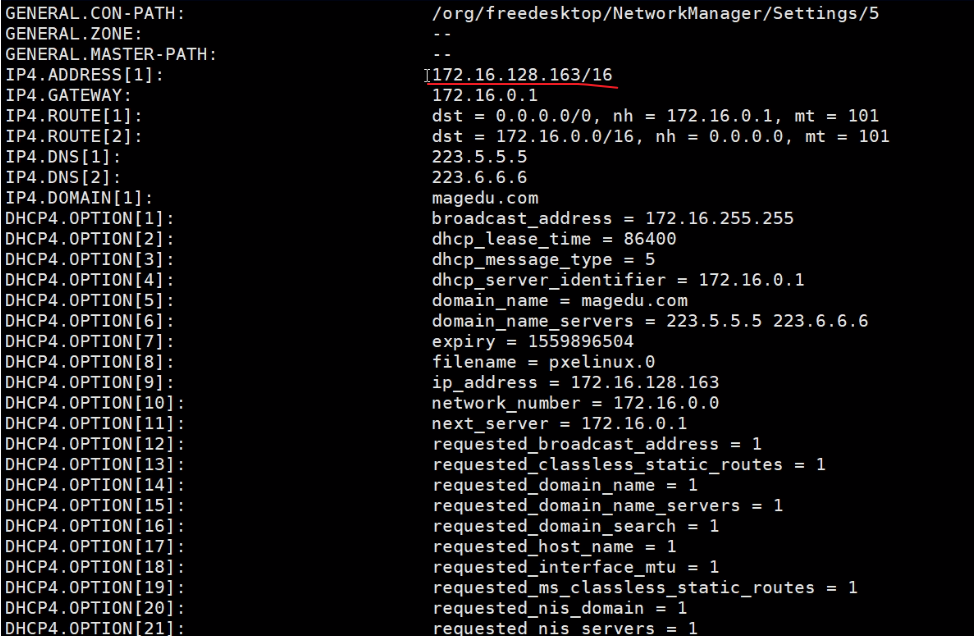 GENERAL.CON-PATH: /org/freedesktop/NetworkManager/Settings/5
GENERAL.ZONE: --
GENERAL.MASTER-PATH: --
IP4.ADDRESS[1]: 172.16.128.163/16
IP4.GATEWAY: 172.16.0.1
IP4.ROUTE[1]: dst = 0.0.0.0/0, nh = 172.16.0.1, mt = 101
IP4.ROUTE[2]: dst = 172.16.0.0/16, nh = 0.0.0.0, mt = 101
IP4.DNS[1]: 223.5.5.5
IP4.DNS[2]: 223.6.6.6
IP4.DOMAIN[1]: magedu.com
DHCP4.OPTION[1]: broadcast_address = 172.16.255.255
DHCP4.OPTION[2]: dhcp_lease_time = 86400
DHCP4.OPTION[3]: dhcp_message_type = 5
DHCP4.OPTION[4]: dhcp_server_identifier = 172.16.0.1
DHCP4.OPTION[5]: domain_name = magedu.com
DHCP4.OPTION[6]: domain_name_servers = 223.5.5.5 223.6.6.6
DHCP4.OPTION[7]: expiry = 1559896504
DHCP4.OPTION[8]: filename = pxelinux.0
DHCP4.OPTION[9]: ip_address = 172.16.128.163
DHCP4.OPTION[10]: network_number = 172.16.0.0
DHCP4.OPTION[11]: next_server = 172.16.0.1
DHCP4.OPTION[12]: requested_broadcast_address = 1
DHCP4.OPTION[13]: requested_classless_static_routes = 1
DHCP4.OPTION[14]: requested_domain_name = 1
DHCP4.OPTION[15]: requested_domain_name_servers = 1
DHCP4.OPTION[16]: requested_domain_search = 1
DHCP4.OPTION[17]: requested_host_name = 1
DHCP4.OPTION[18]: requested_interface_mtu = 1
DHCP4.OPTION[19]: requested_ms_classless_static_routes = 1
DHCP4.OPTION[20]: requested_nis_domain = 1
DHCP4.OPTION[21]: requested_nis_servers = 1